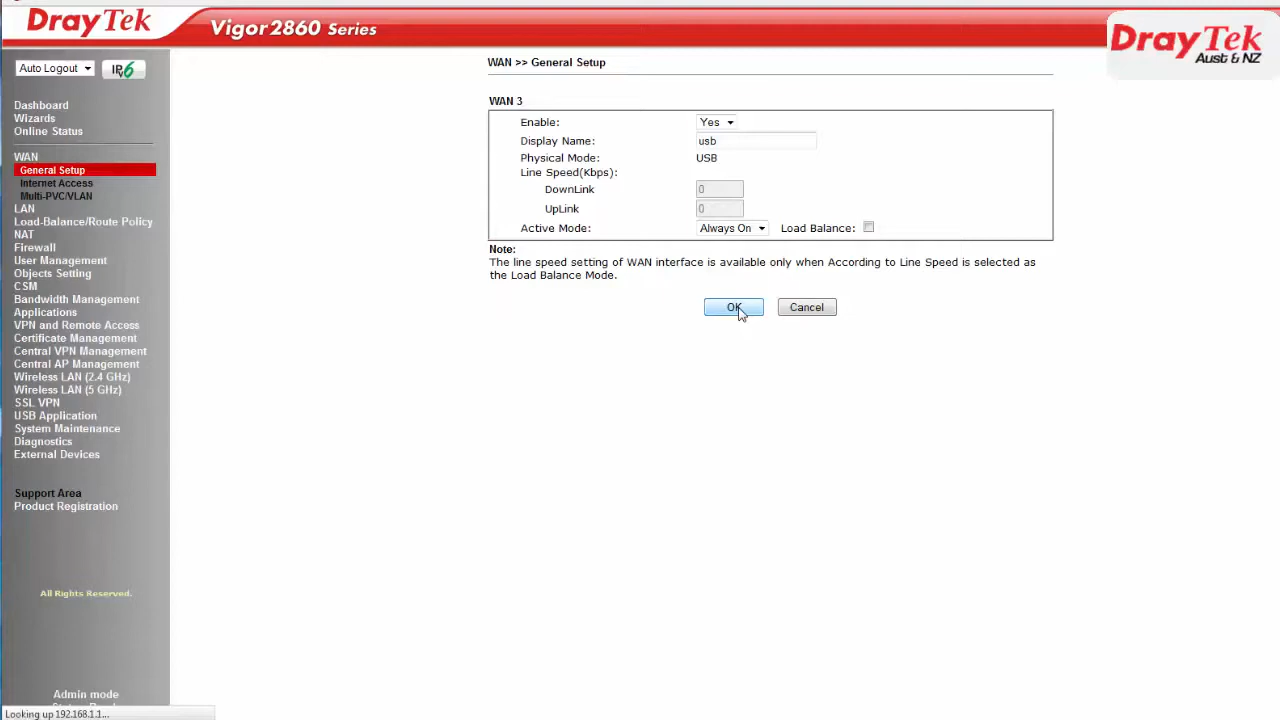 DrayTek
Vigor2860 Series
DrayTek
Aust & NZ
Auto Logout
IPv6
Dashboard
Wizards
Online Status
WAN
General Setup
Internet Access
Multi-PVC/VLAN
LAN
Load-Balance/Route Policy
NAT
Firewall
User Management
Objects Setting
CSM
Bandwidth Management
Applications
VPN and Remote Access
Certificate Management
Central VPN Management
Central AP Management
Wireless LAN (2.4 GHz)
Wireless LAN (5 GHz)
SSL VPN
USB Application
System Maintenance
Diagnostics
External Devices
Support Area
Product Registration
All Rights Reserved.
Admin mode
Looking up 192.168.1.1...
WAN >> General Setup
WAN 3
Enable: Yes
Display Name: usb
Physical Mode: USB
Line Speed(Kbps):
DownLink 0
UpLink 0
Active Mode: Always On Load Balance:
Note:
The line speed setting of WAN interface is available only when According to Line Speed is selected as
the Load Balance Mode.
OK Cancel